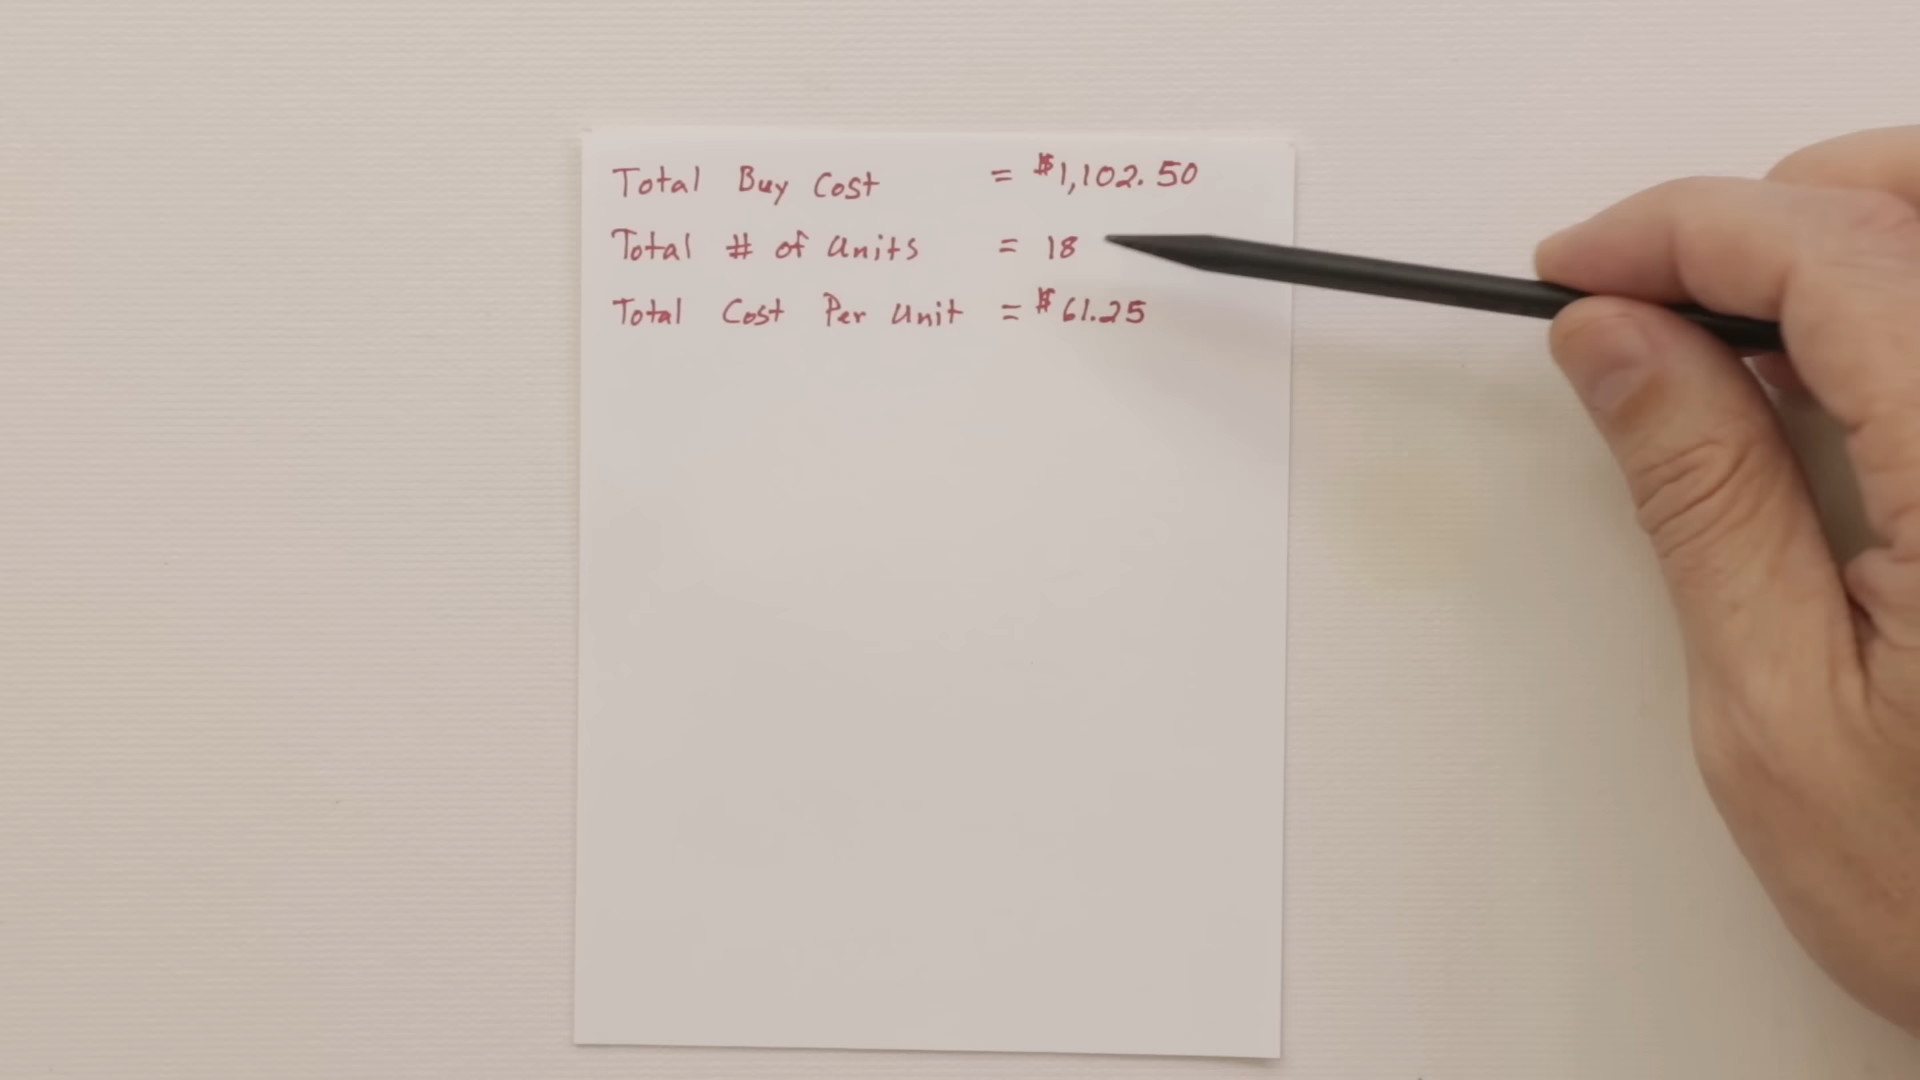 Total Buy Cost = $1,102.50
Total # of Units = 18
Total Cost Per Unit = $61.25